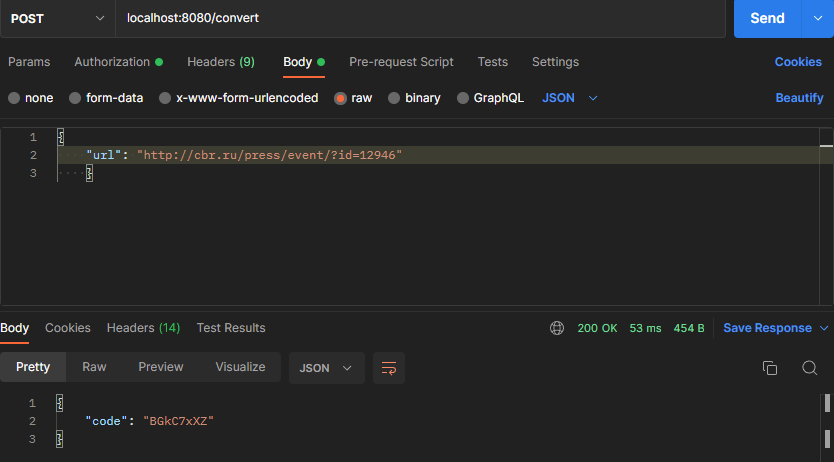 POST localhost:8080/convert Send
Params Authorization Headers (9) Body Pre-request Script Tests Settings Cookies
none form-data x-www-form-urlencoded raw binary GraphQL JSON Beautify
1 {
2 "url": "http://cbr.ru/press/event/?id=12946"
3 }
Body Cookies Headers (14) Test Results 200 OK 53 ms 454 B Save Response
Pretty Raw Preview Visualize JSON
1 {
2 "code": "BGkC7xXZ"
3 }